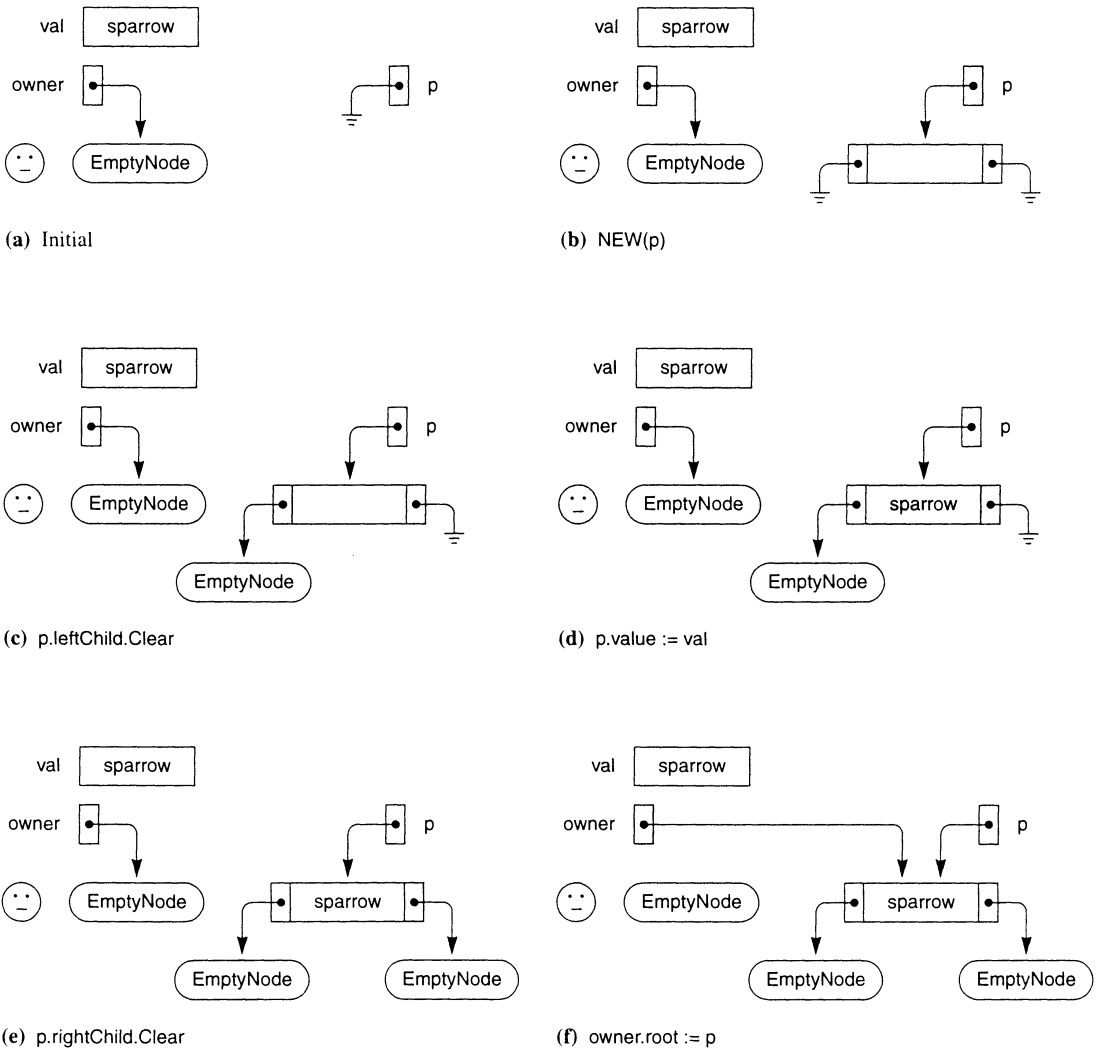 val sparrow
owner p
EmptyNode
(a) Initial
val sparrow
owner p
EmptyNode
(b) NEW(p)
val sparrow
owner p
EmptyNode
EmptyNode
(c) p.leftChild.Clear
val sparrow
owner p
EmptyNode sparrow
EmptyNode
(d) p.value := val
val sparrow
owner p
EmptyNode sparrow
EmptyNode EmptyNode
(e) p.rightChild.Clear
val sparrow
owner p
EmptyNode sparrow
EmptyNode EmptyNode
(f) owner.root := p